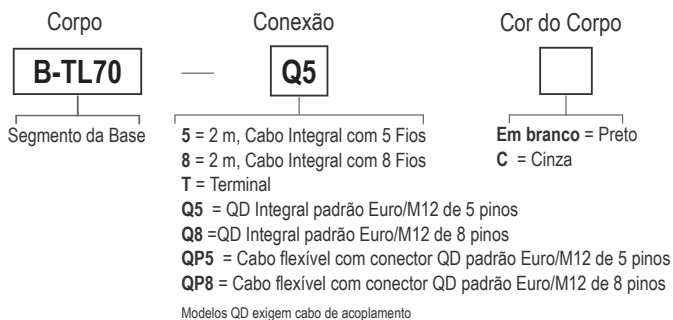 Corpo Conexão Cor do Corpo
B-TL70 — Q5
Segmento da Base
5 = 2 m, Cabo Integral com 5 Fios
8 = 2 m, Cabo Integral com 8 Fios
T = Terminal
Q5 = QD Integral padrão Euro/M12 de 5 pinos
Q8 =QD Integral padrão Euro/M12 de 8 pinos
QP5 = Cabo flexível com conector QD padrão Euro/M12 de 5 pinos
QP8 = Cabo flexível com conector QD padrão Euro/M12 de 8 pinos
Modelos QD exigem cabo de acoplamento
Em branco = Preto
C = Cinza